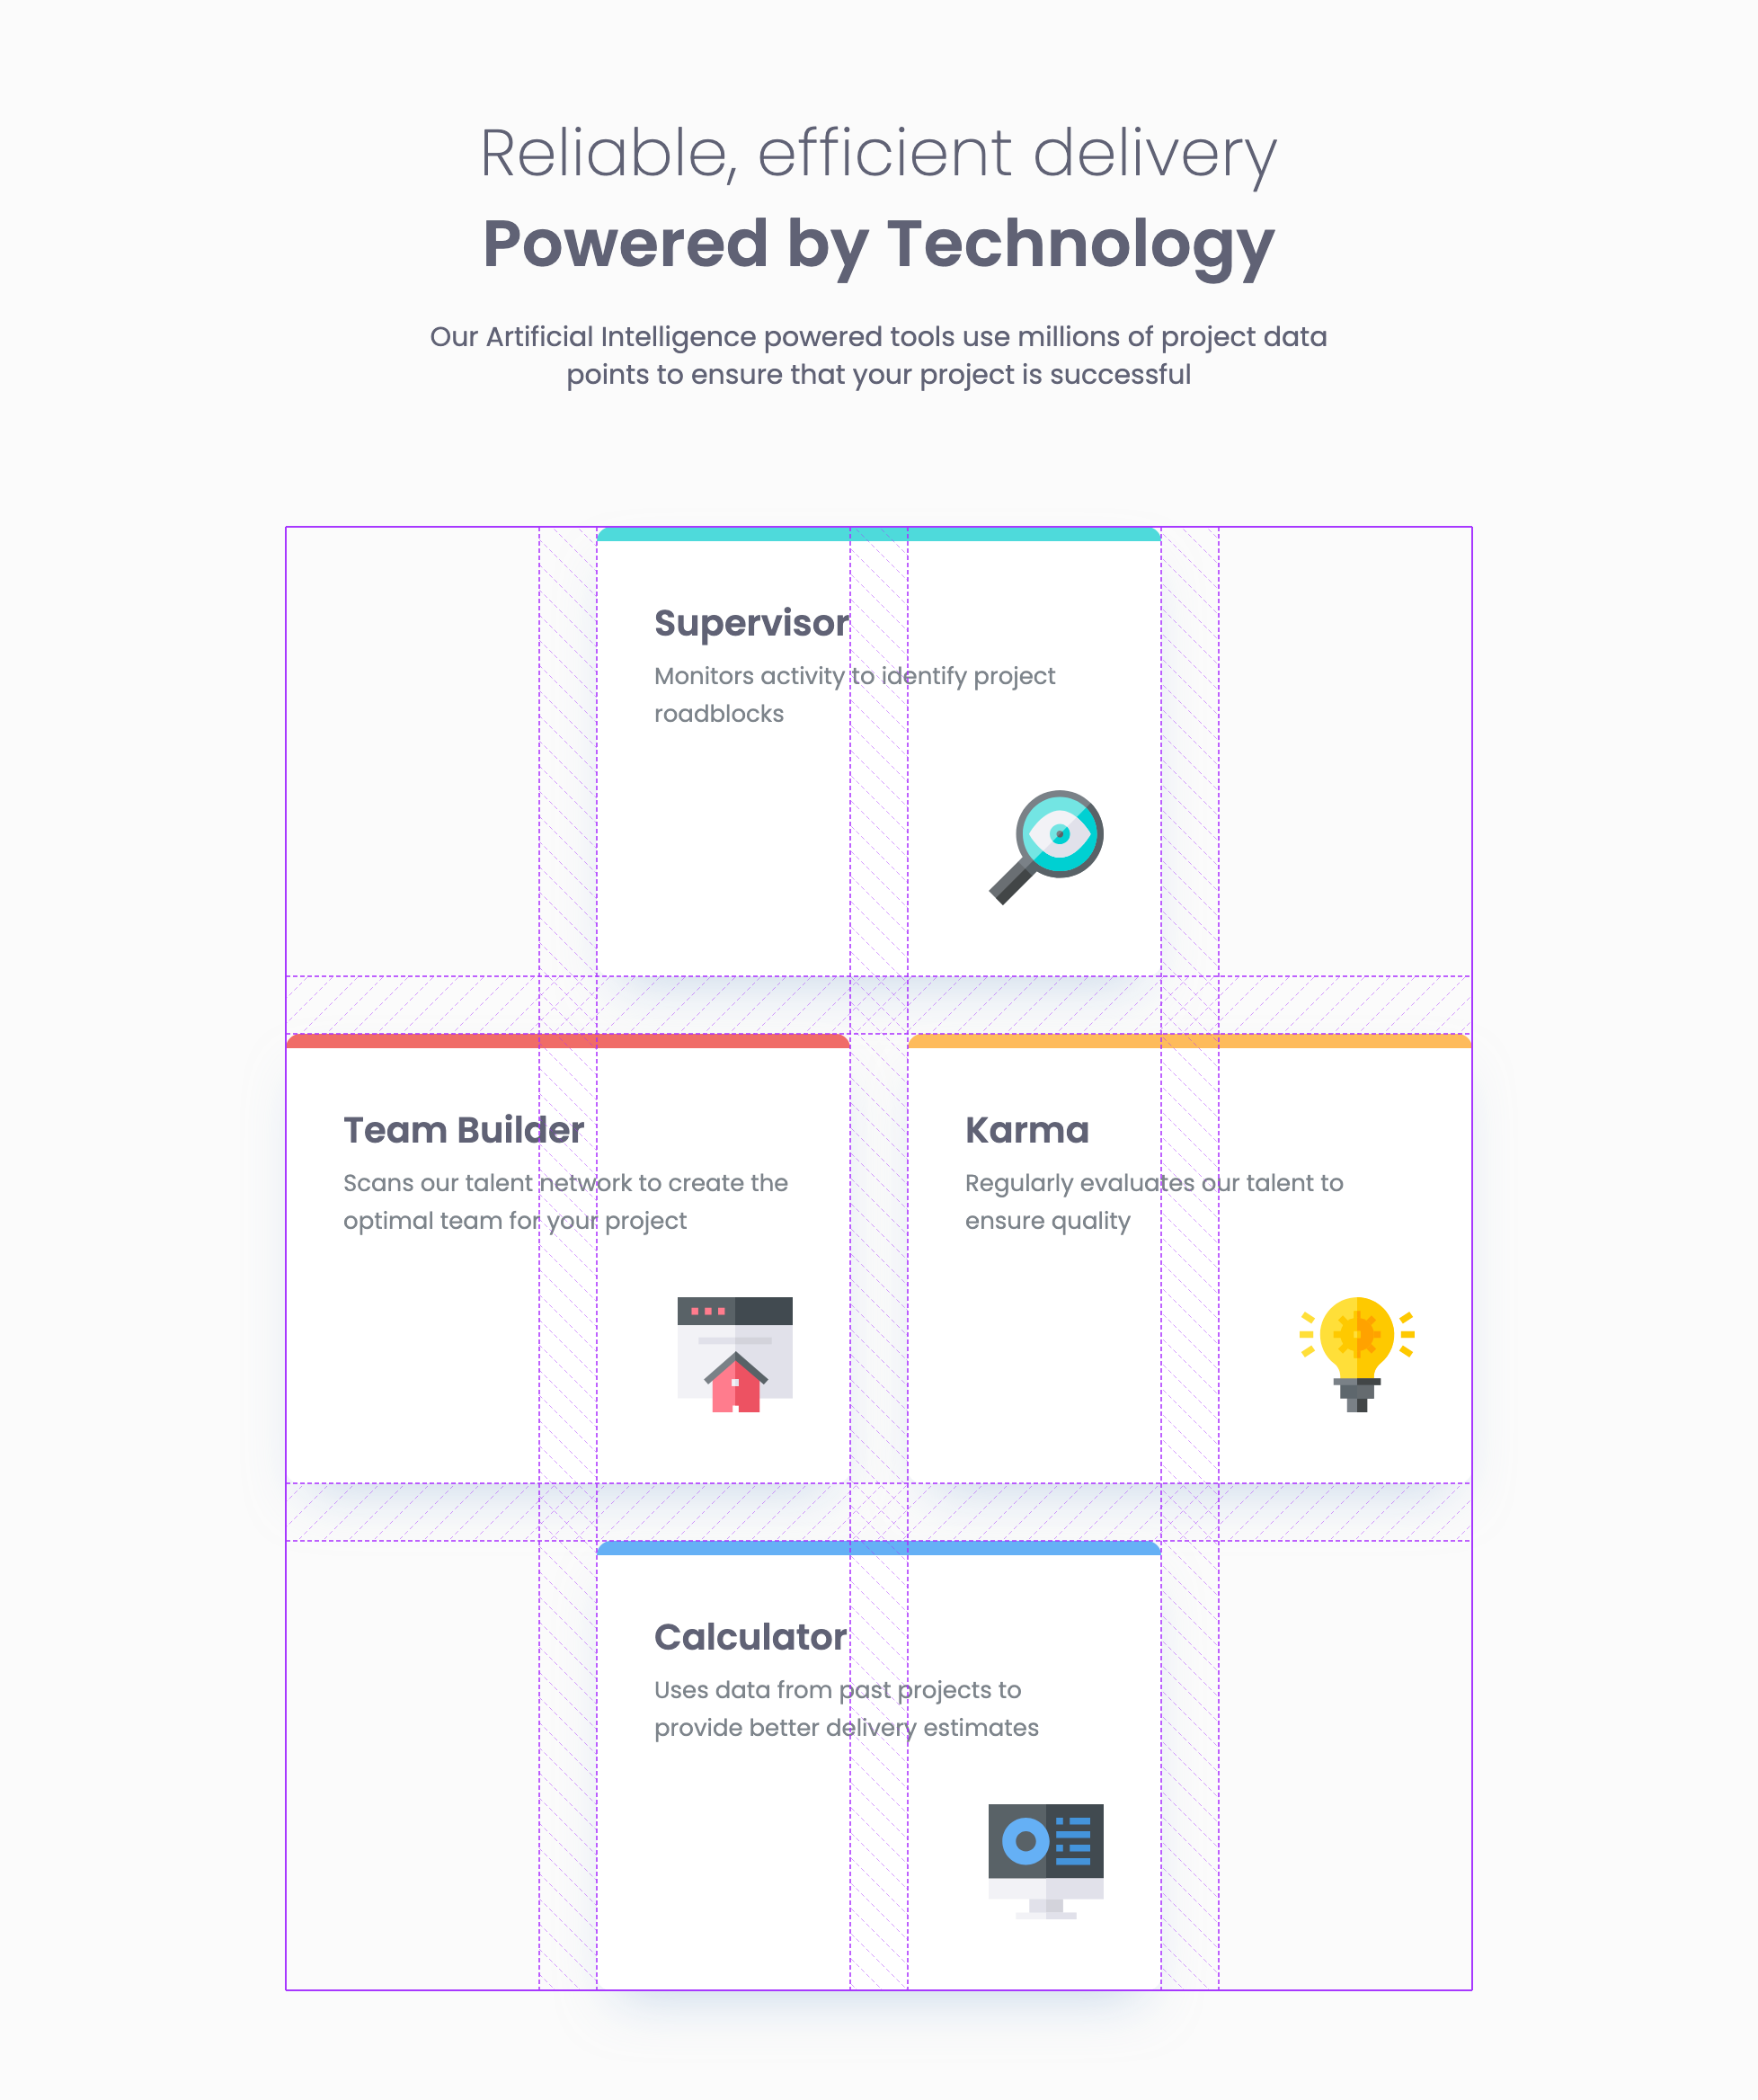 Reliable, efficient delivery
Powered by Technology
Our Artificial Intelligence powered tools use millions of project data
points to ensure that your project is successful
Supervisor
Monitors activity to identify project
roadblocks
Team Builder
Scans our talent network to create the
optimal team for your project
Karma
Regularly evaluates our talent to
ensure quality
Calculator
Uses data from past projects to
provide better delivery estimates